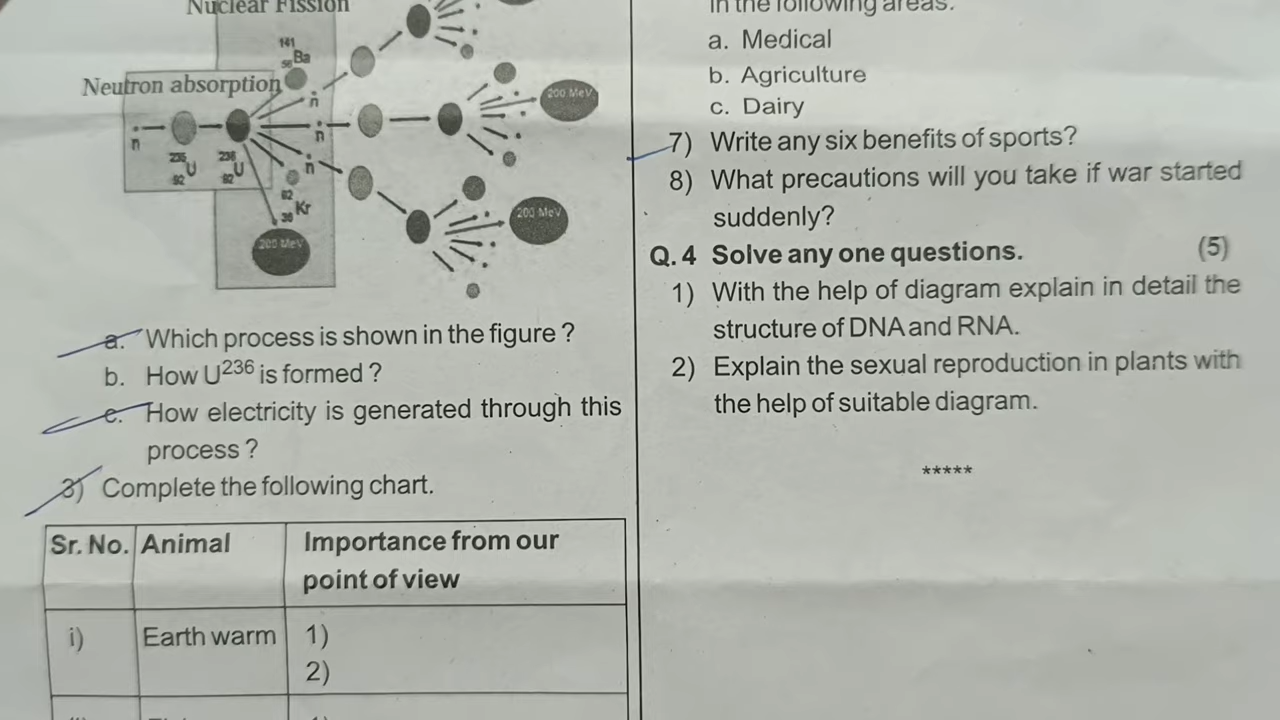 Nuclear Fission
141
56 Ba
Neutron absorption
n
n
n
n
235
92 U
236
92 U
92
36 Kr
200 MeV
200 MeV
200 MeV
a. Which process is shown in the figure ?
b. How U236 is formed ?
c. How electricity is generated through this
process ?
3) Complete the following chart.
Sr. No. Animal Importance from our
point of view
i) Earth warm 1)
2)
1)
in the following areas.
a. Medical
b. Agriculture
c. Dairy
7) Write any six benefits of sports?
8) What precautions will you take if war started
suddenly?
Q. 4 Solve any one questions. (5)
1) With the help of diagram explain in detail the
structure of DNA and RNA.
2) Explain the sexual reproduction in plants with
the help of suitable diagram.
*****